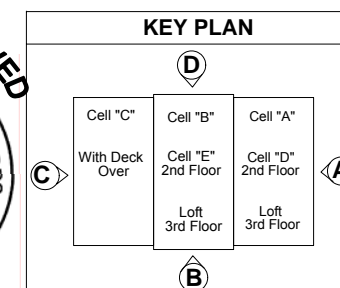 KEY PLAN
D
Cell "C"
With Deck
Over
Cell "B"
Cell "E"
2nd Floor
Loft
3rd Floor
Cell "A"
Cell "D"
2nd Floor
Loft
3rd Floor
C
A
B